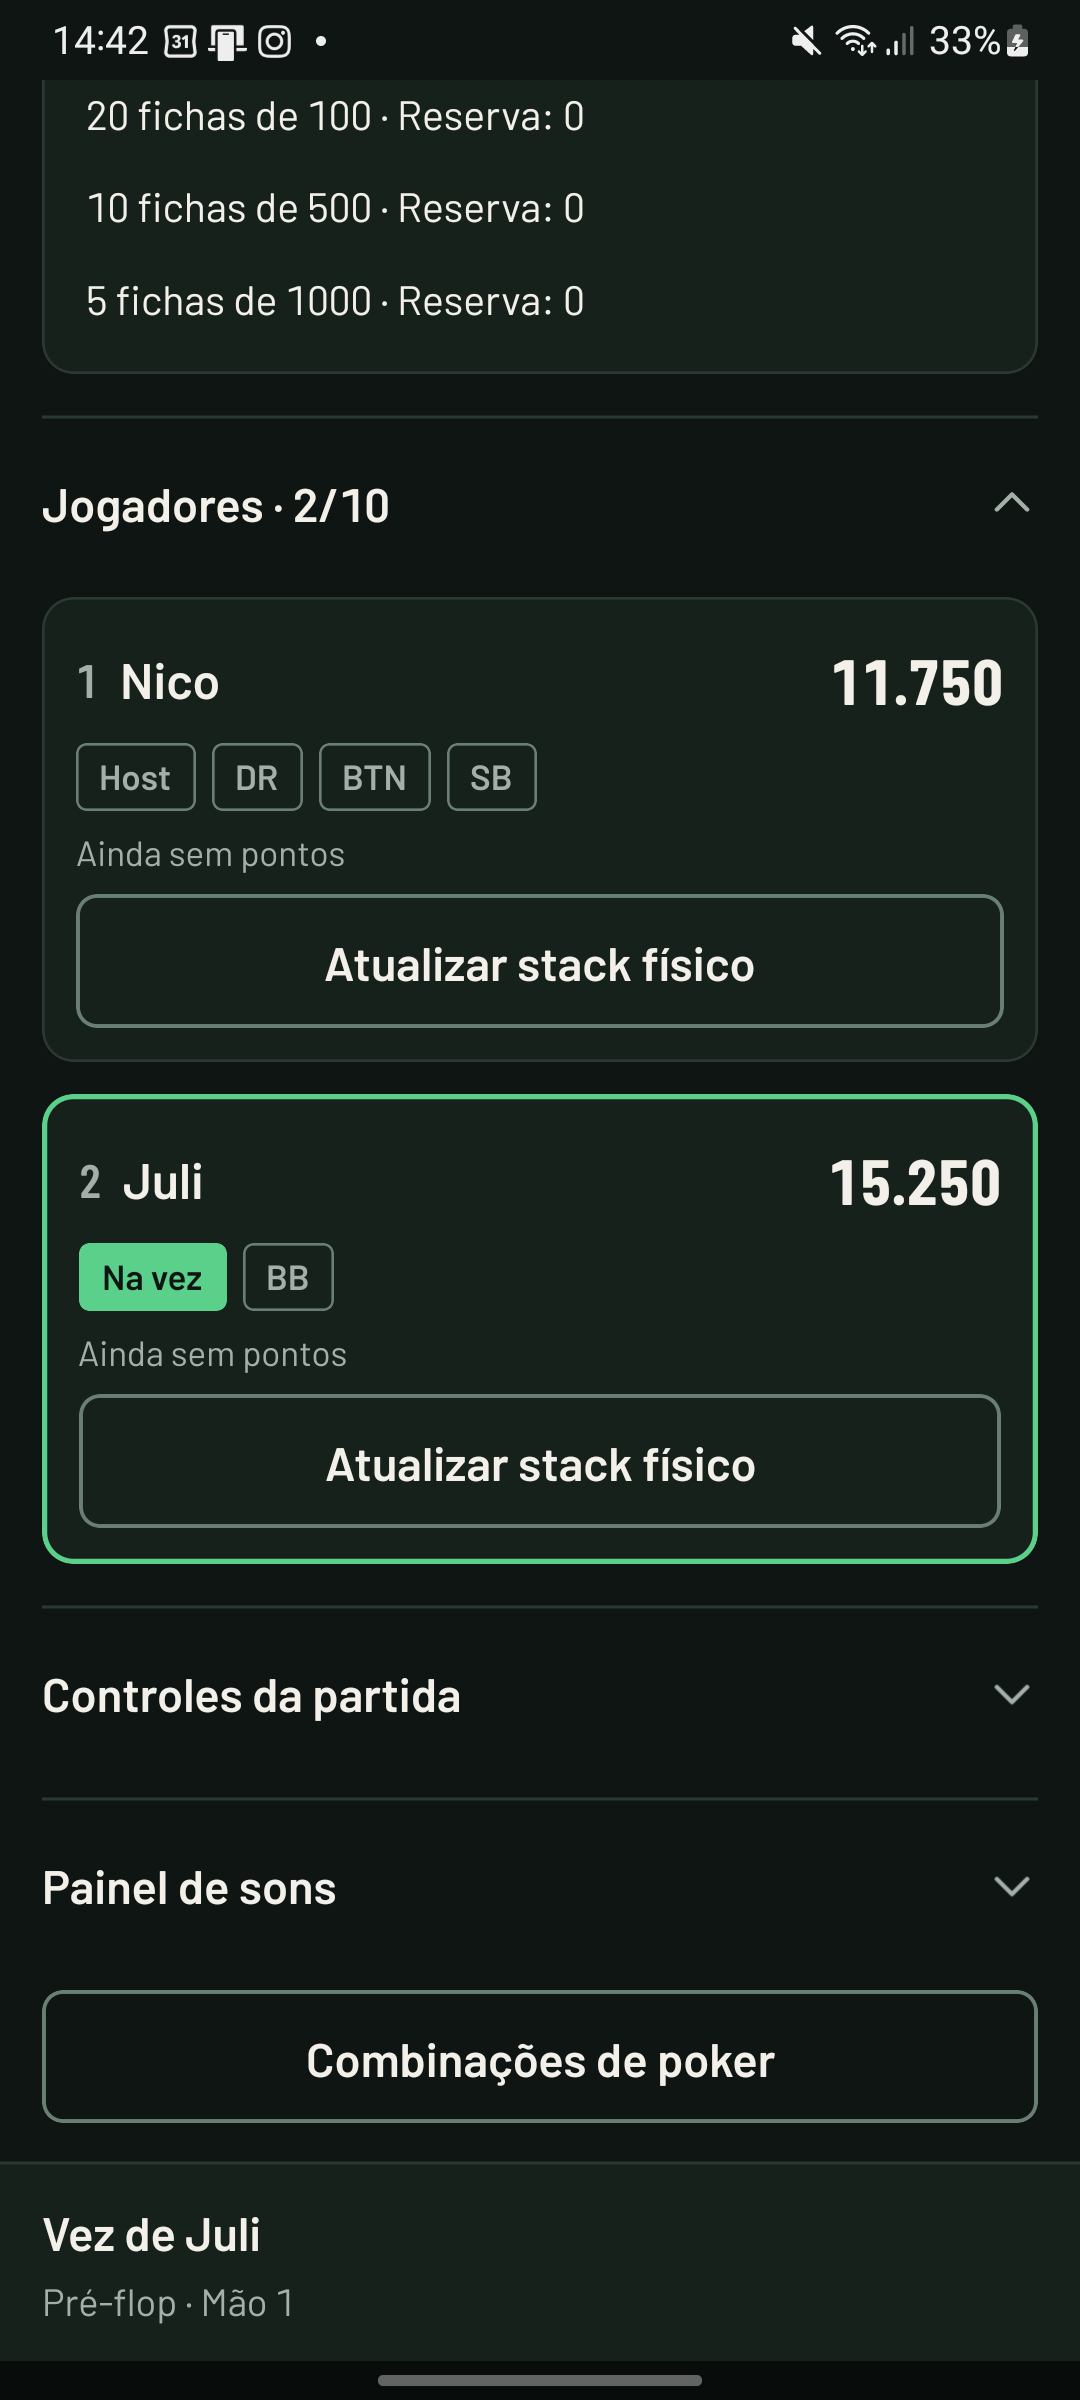 14:42
31
33%
20 fichas de 100 · Reserva: 0
10 fichas de 500 · Reserva: 0
5 fichas de 1000 · Reserva: 0
Jogadores · 2/10
1 Nico 11.750
Host DR BTN SB
Ainda sem pontos
Atualizar stack físico
2 Juli 15.250
Na vez BB
Ainda sem pontos
Atualizar stack físico
Controles da partida
Painel de sons
Combinações de poker
Vez de Juli
Pré-flop · Mão 1